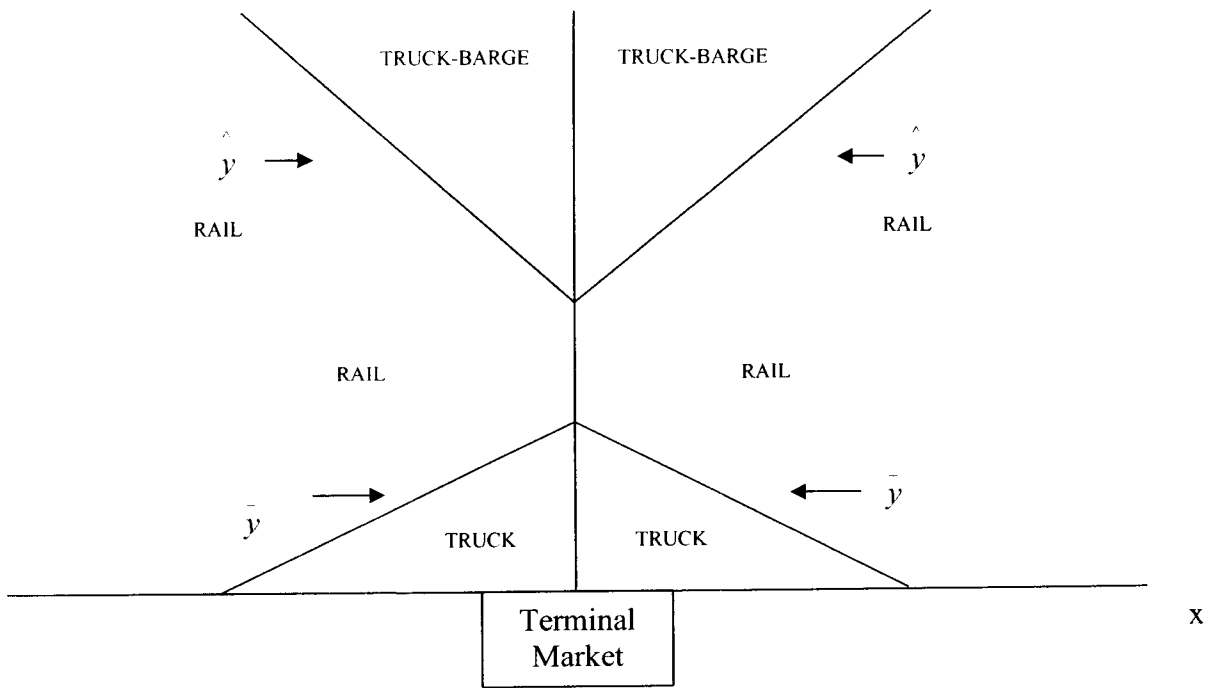 TRUCK-BARGE TRUCK-BARGE
ŷ ŷ
RAIL RAIL
RAIL RAIL
ȳ ȳ
TRUCK TRUCK
x
Terminal
Market